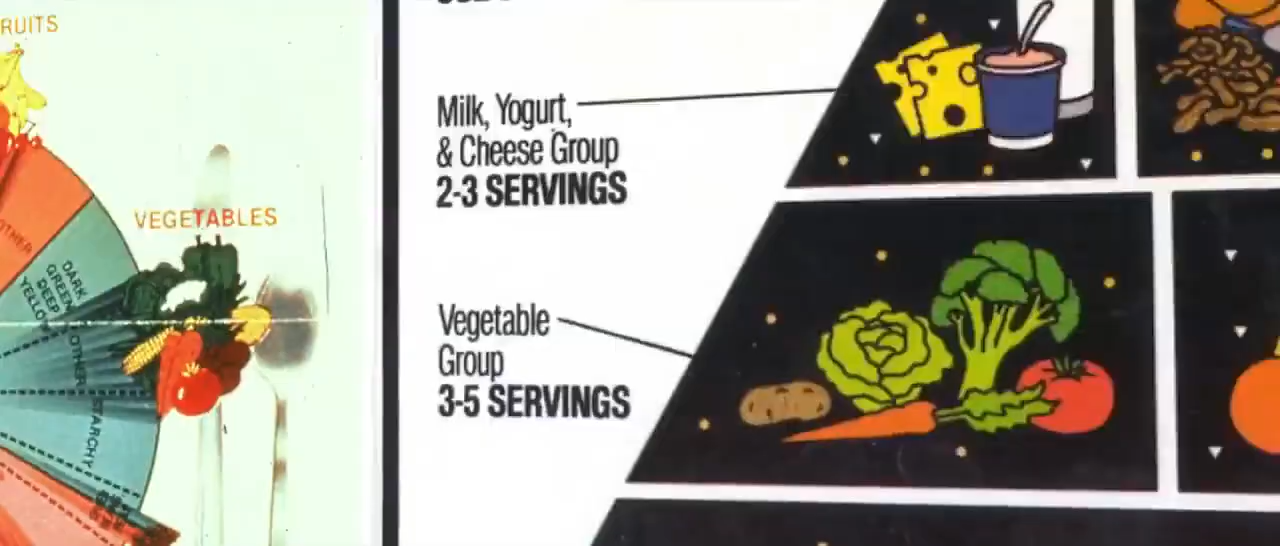 RUITS
VEGETABLES
OTHER
DARK
GREEN
DEEP
YELLOW
OTHER
STARCHY
Milk, Yogurt,
& Cheese Group
2-3 SERVINGS
Vegetable
Group
3-5 SERVINGS